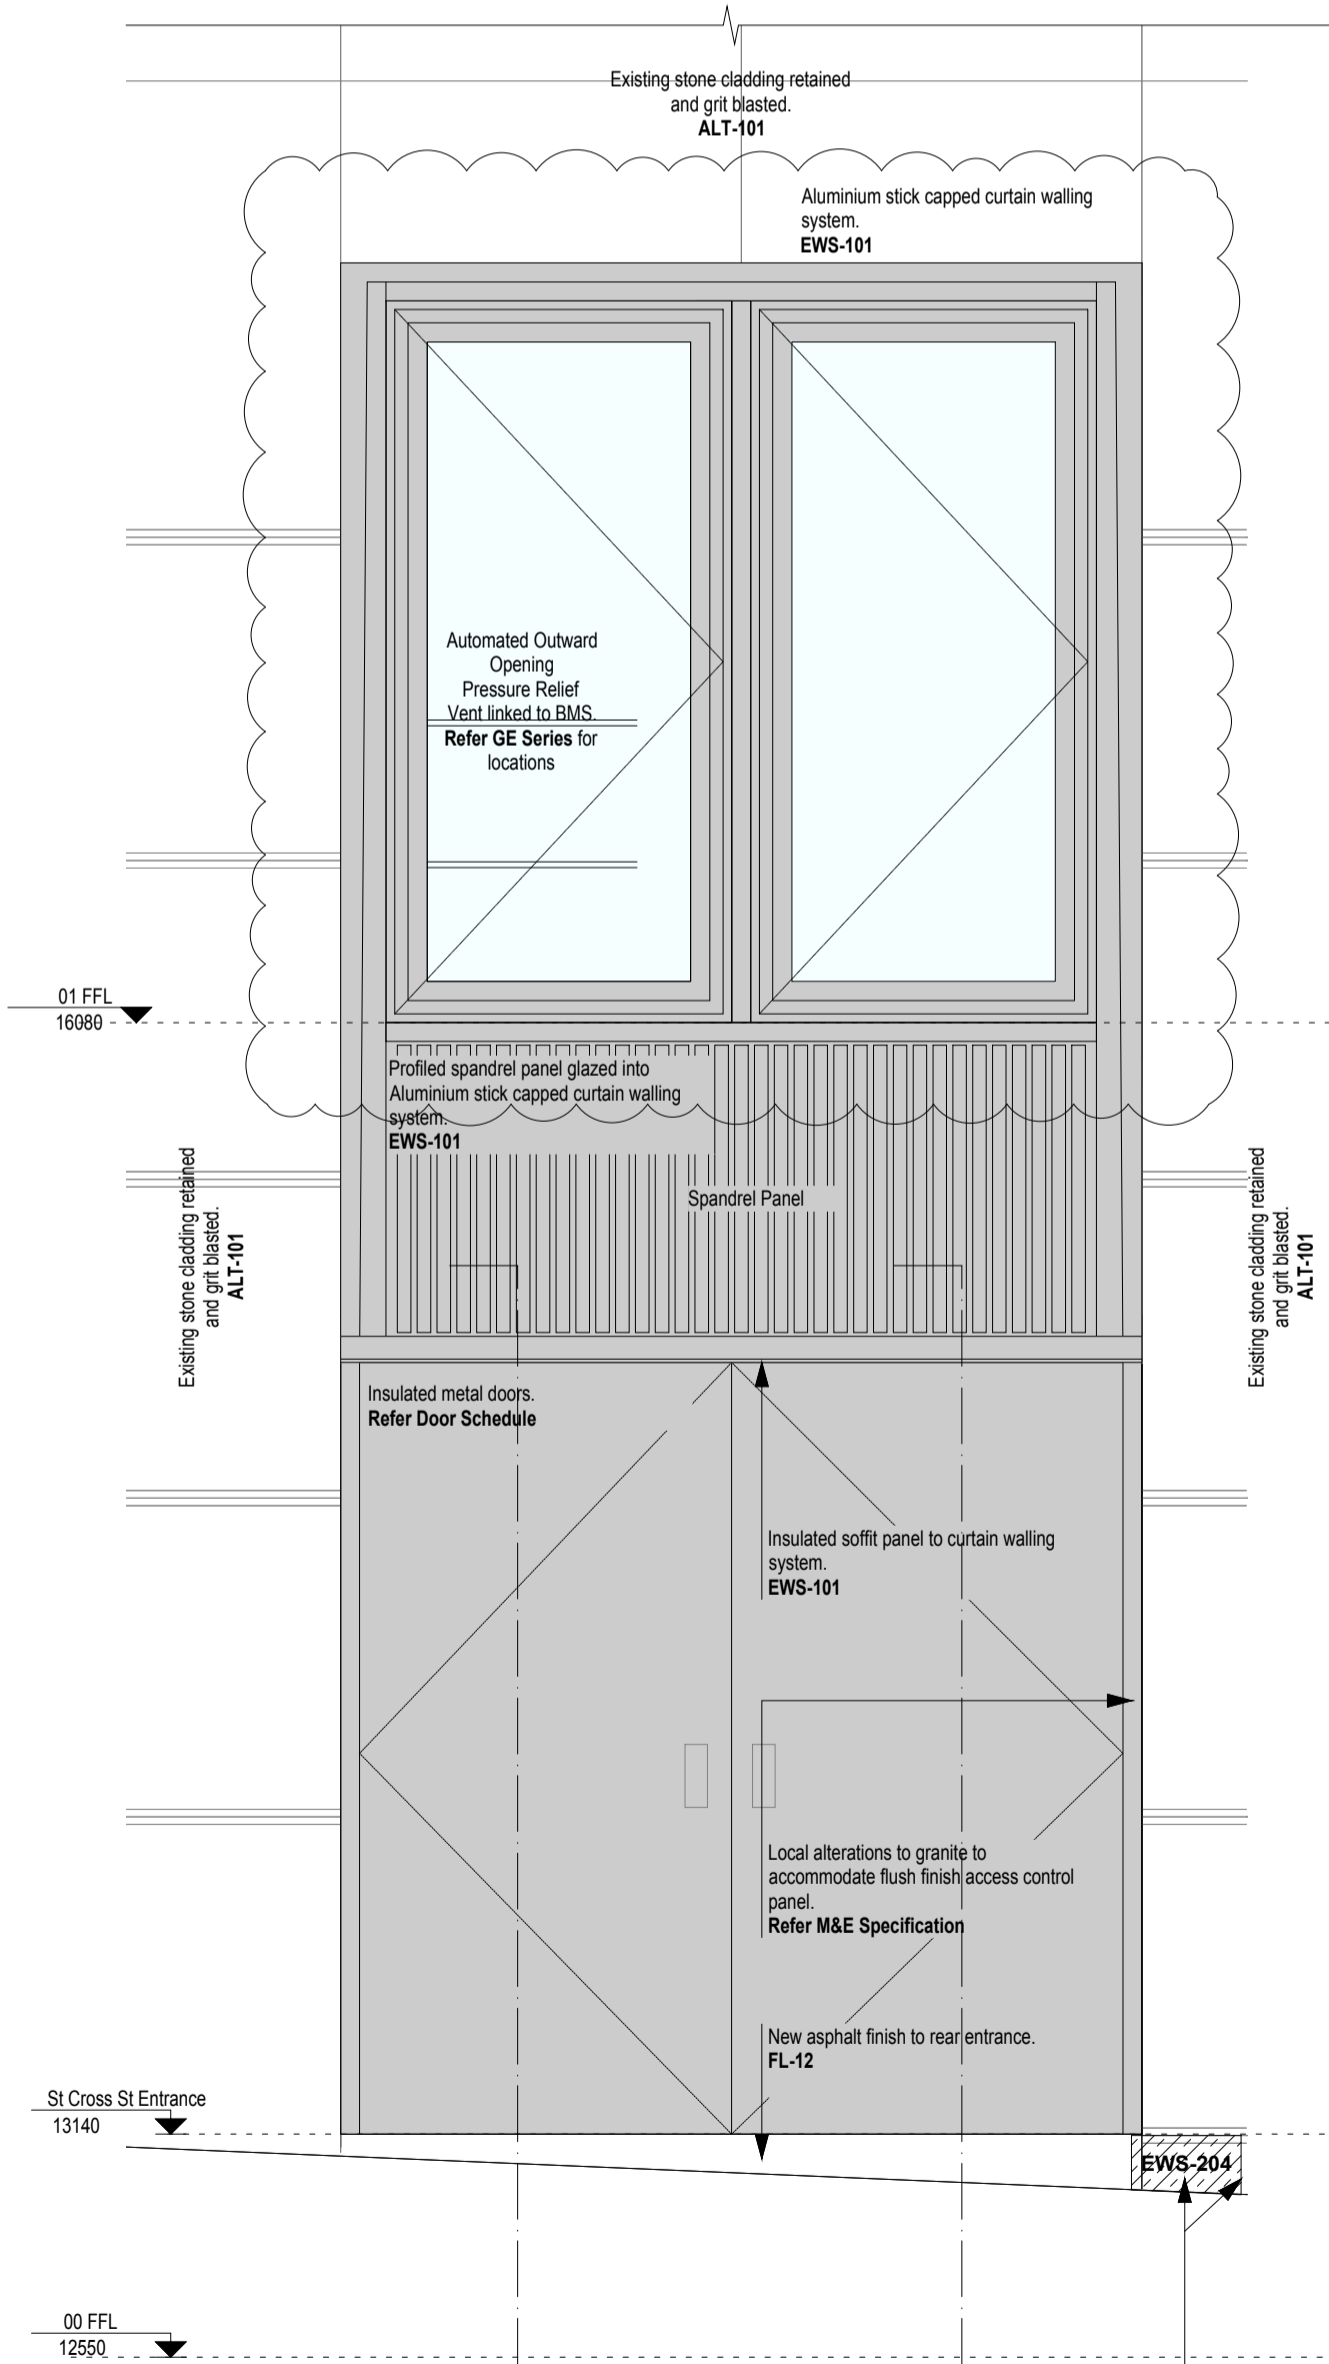 Existing stone cladding retained
and grit blasted.
ALT-101
Aluminium stick capped curtain walling
system.
EWS-101
Automated Outward
Opening
Pressure Relief
Vent linked to BMS.
Refer GE Series for
locations
01 FFL
16080
Profiled spandrel panel glazed into
Aluminium stick capped curtain walling
system.
EWS-101
Spandrel Panel
Existing stone cladding retained
and grit blasted.
ALT-101
Existing stone cladding retained
and grit blasted.
ALT-101
Insulated metal doors.
Refer Door Schedule
Insulated soffit panel to curtain walling
system.
EWS-101
Local alterations to granite to
accommodate flush finish access control
panel.
Refer M&E Specification
New asphalt finish to rear entrance.
FL-12
St Cross St Entrance
13140
EWS-204
00 FFL
12550